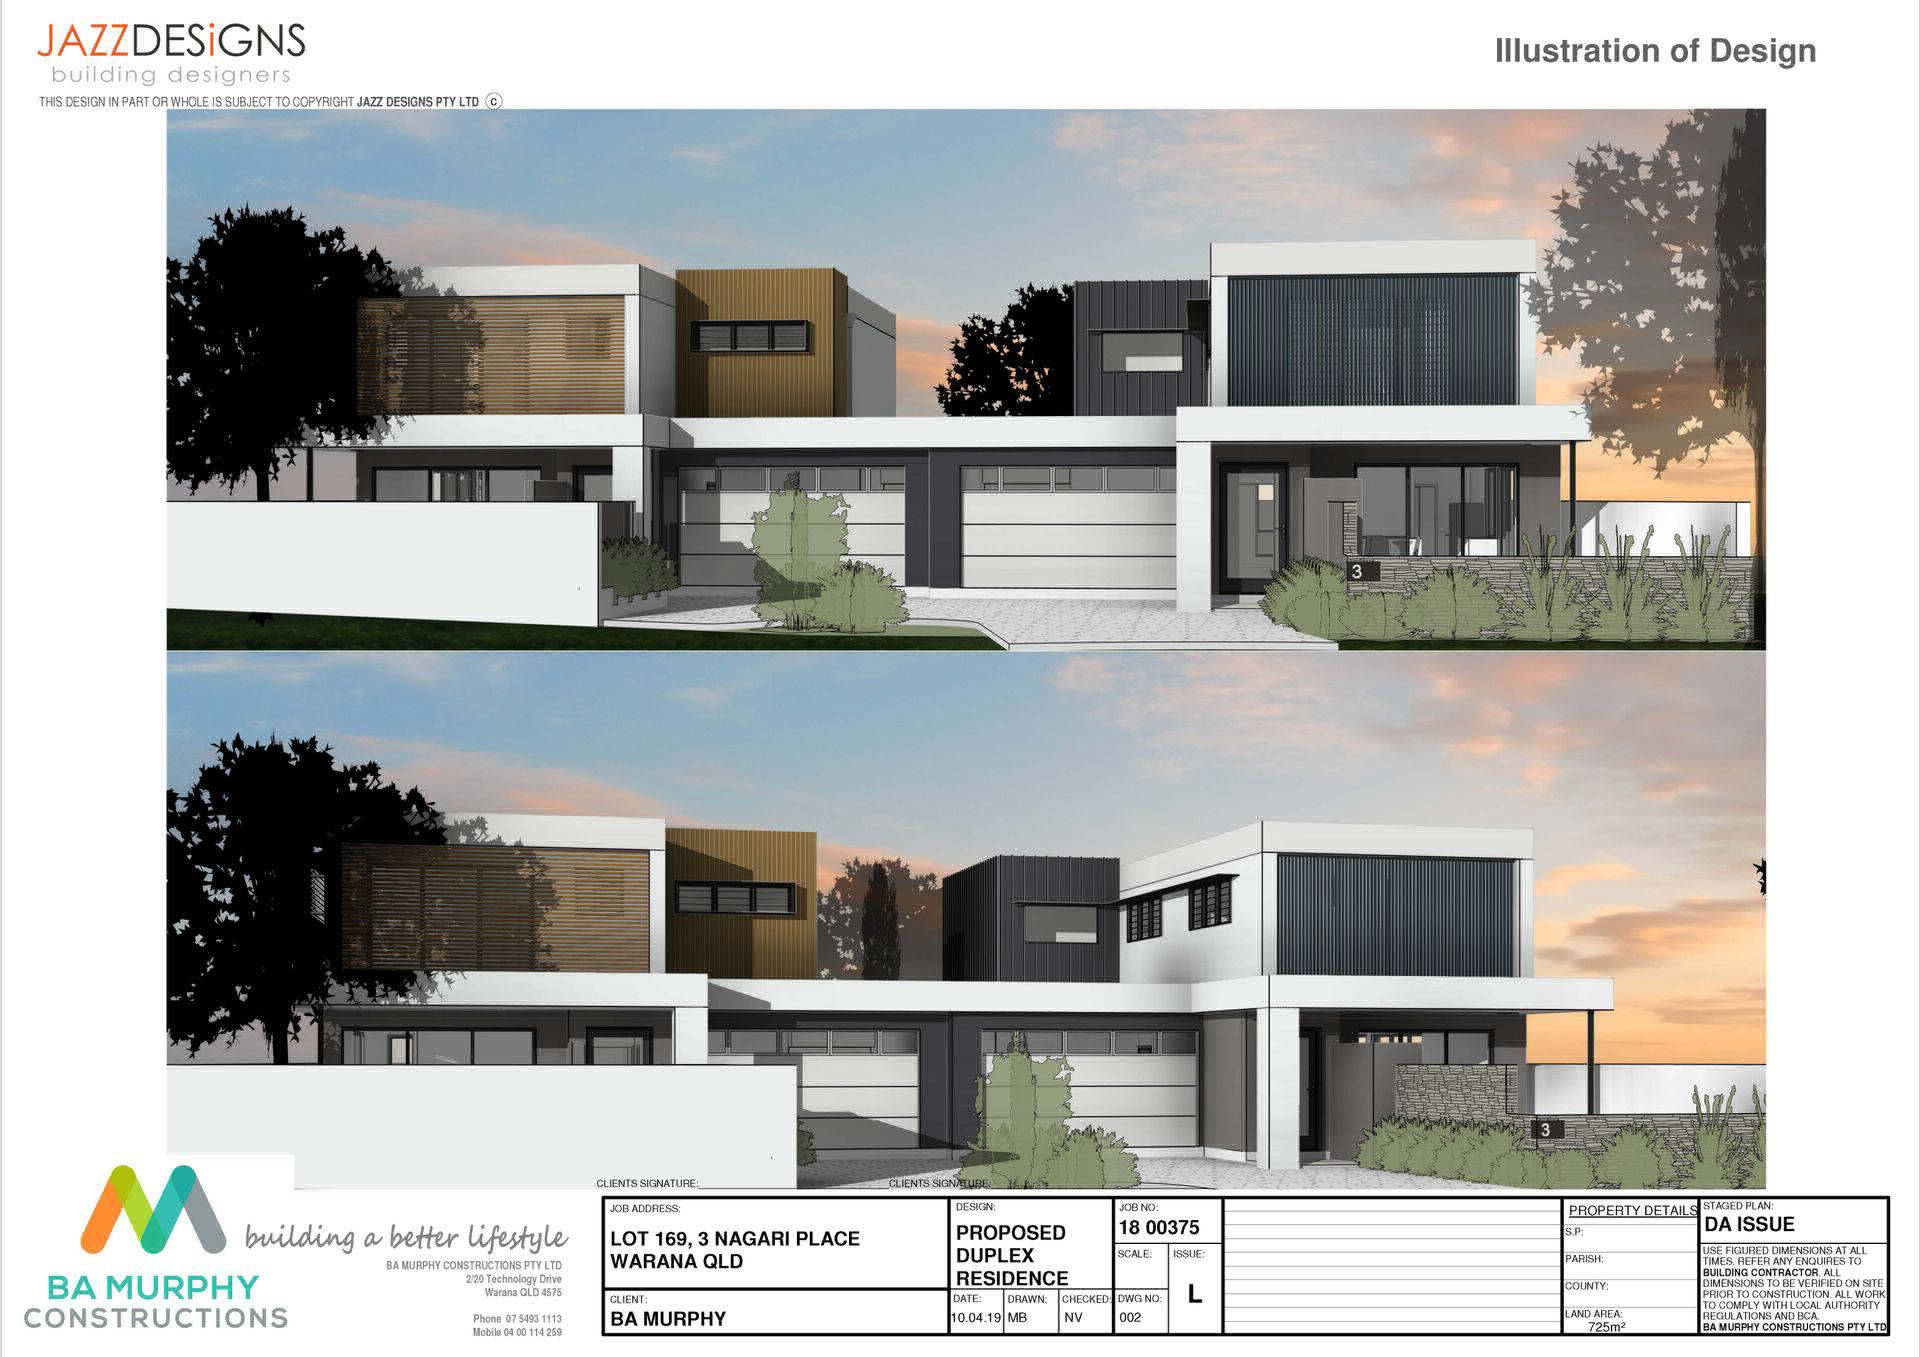 JAZZDESiGNS
building designers
THIS DESIGN IN PART OR WHOLE IS SUBJECT TO COPYRIGHT JAZZ DESIGNS PTY LTD ©
Illustration of Design
3
3
CLIENTS SIGNATURE:
CLIENTS SIGNATURE:
building a better lifestyle
BA MURPHY
CONSTRUCTIONS
BA MURPHY CONSTRUCTIONS PTY LTD
2/20 Technology Drive
Warana QLD 4575
Phone 07 5493 1113
Mobile 04 00 114 259
JOB ADDRESS:
LOT 169, 3 NAGARI PLACE
WARANA QLD
CLIENT:
BA MURPHY
DESIGN:
PROPOSED
DUPLEX
RESIDENCE
DATE:
10.04.19
DRAWN:
MB
CHECKED:
NV
JOB NO:
18 00375
SCALE:
ISSUE:
L
DWG NO:
002
PROPERTY DETAILS
S.P:
PARISH:
COUNTY:
LAND AREA:
725m²
STAGED PLAN:
DA ISSUE
USE FIGURED DIMENSIONS AT ALL
TIMES. REFER ANY ENQUIRES TO
BUILDING CONTRACTOR. ALL
DIMENSIONS TO BE VERIFIED ON SITE
PRIOR TO CONSTRUCTION. ALL WORK
TO COMPLY WITH LOCAL AUTHORITY
REGULATIONS AND BCA.
BA MURPHY CONSTRUCTIONS PTY LTD